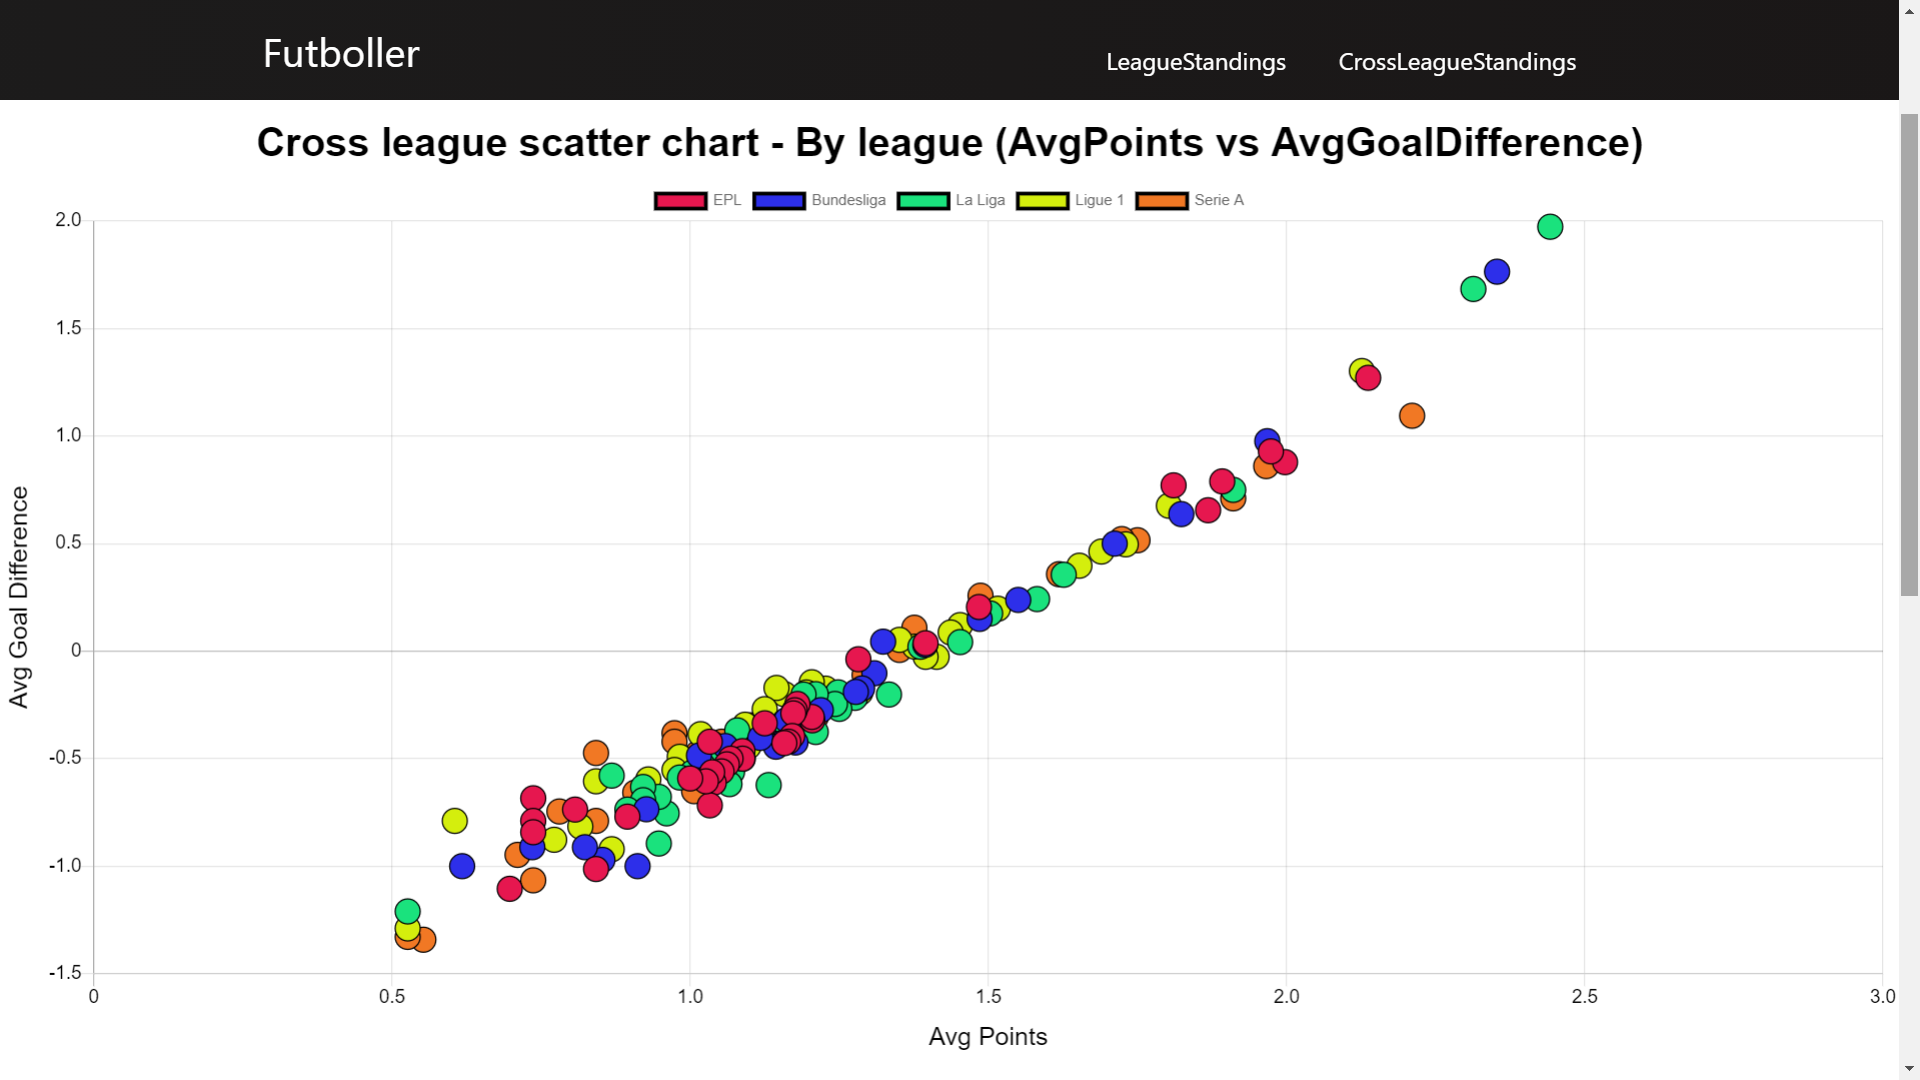 Futboller
LeagueStandings CrossLeagueStandings
Cross league scatter chart - By league (AvgPoints vs AvgGoalDifference)
EPL Bundesliga La Liga Ligue 1 Serie A
2.0
1.5
1.0
0.5
0
-0.5
-1.0
-1.5
Avg Goal Difference
0 0.5 1.0 1.5 2.0 2.5 3.0
Avg Points